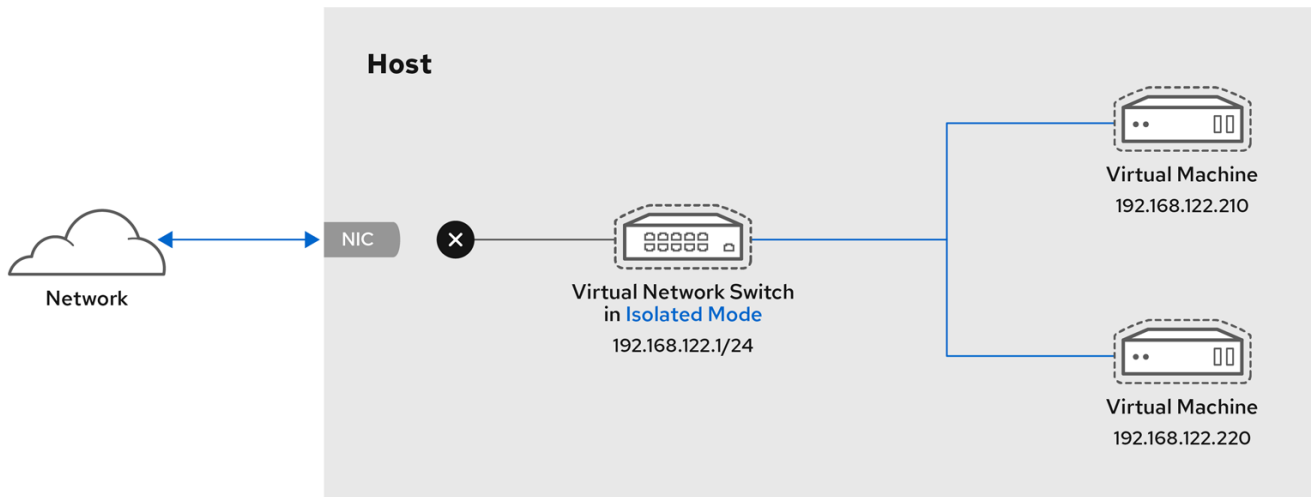 Host
Virtual Machine
192.168.122.210
NIC
Network
Virtual Network Switch
in Isolated Mode
192.168.122.1/24
Virtual Machine
192.168.122.220